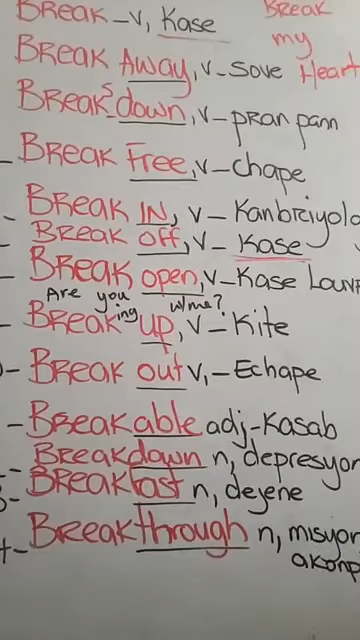 BREAK - v, Kase
BREAK my Heart
BREAK AWAY, v - sove
BREAKS down, v - pran pann
- BREAK FREE, v - chape
- BREAK IN, v - Kanbriyola
BREAK OFF, v - Kase
- BREAK open, v - Kase Louvr
Are you w/me?
- BREAKing up, v - Kite
- BREAK out v, - Echape
- BREAKable adj - Kasab
BREAKdown n, depresyon
- BREAKfast n, dejene
- BREAKthrough n, misyon
akonp